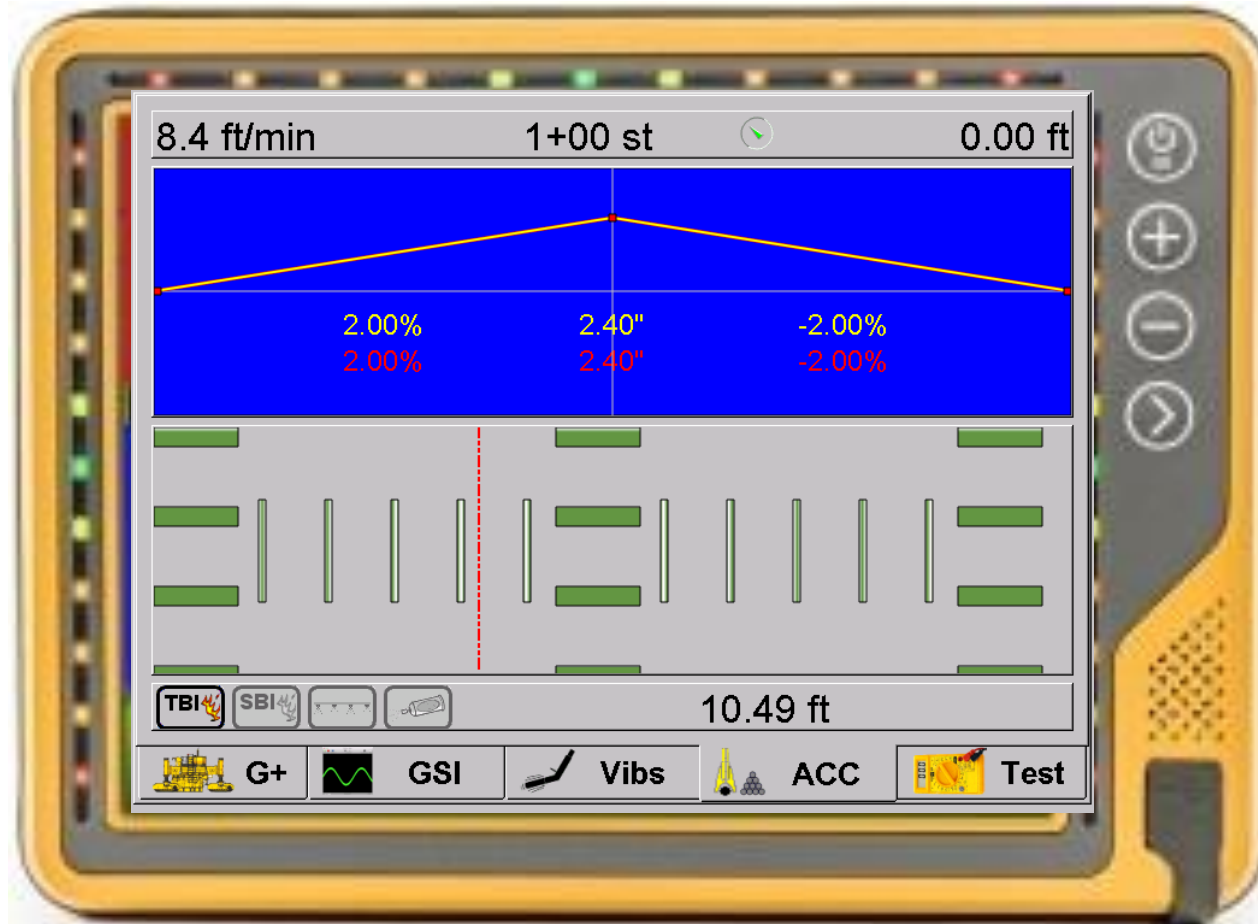 8.4 ft/min 1+00 st 0.00 ft
2.00% 2.40" -2.00%
2.00% 2.40" -2.00%
TBI SBI 10.49 ft
G+ GSI Vibs ACC Test